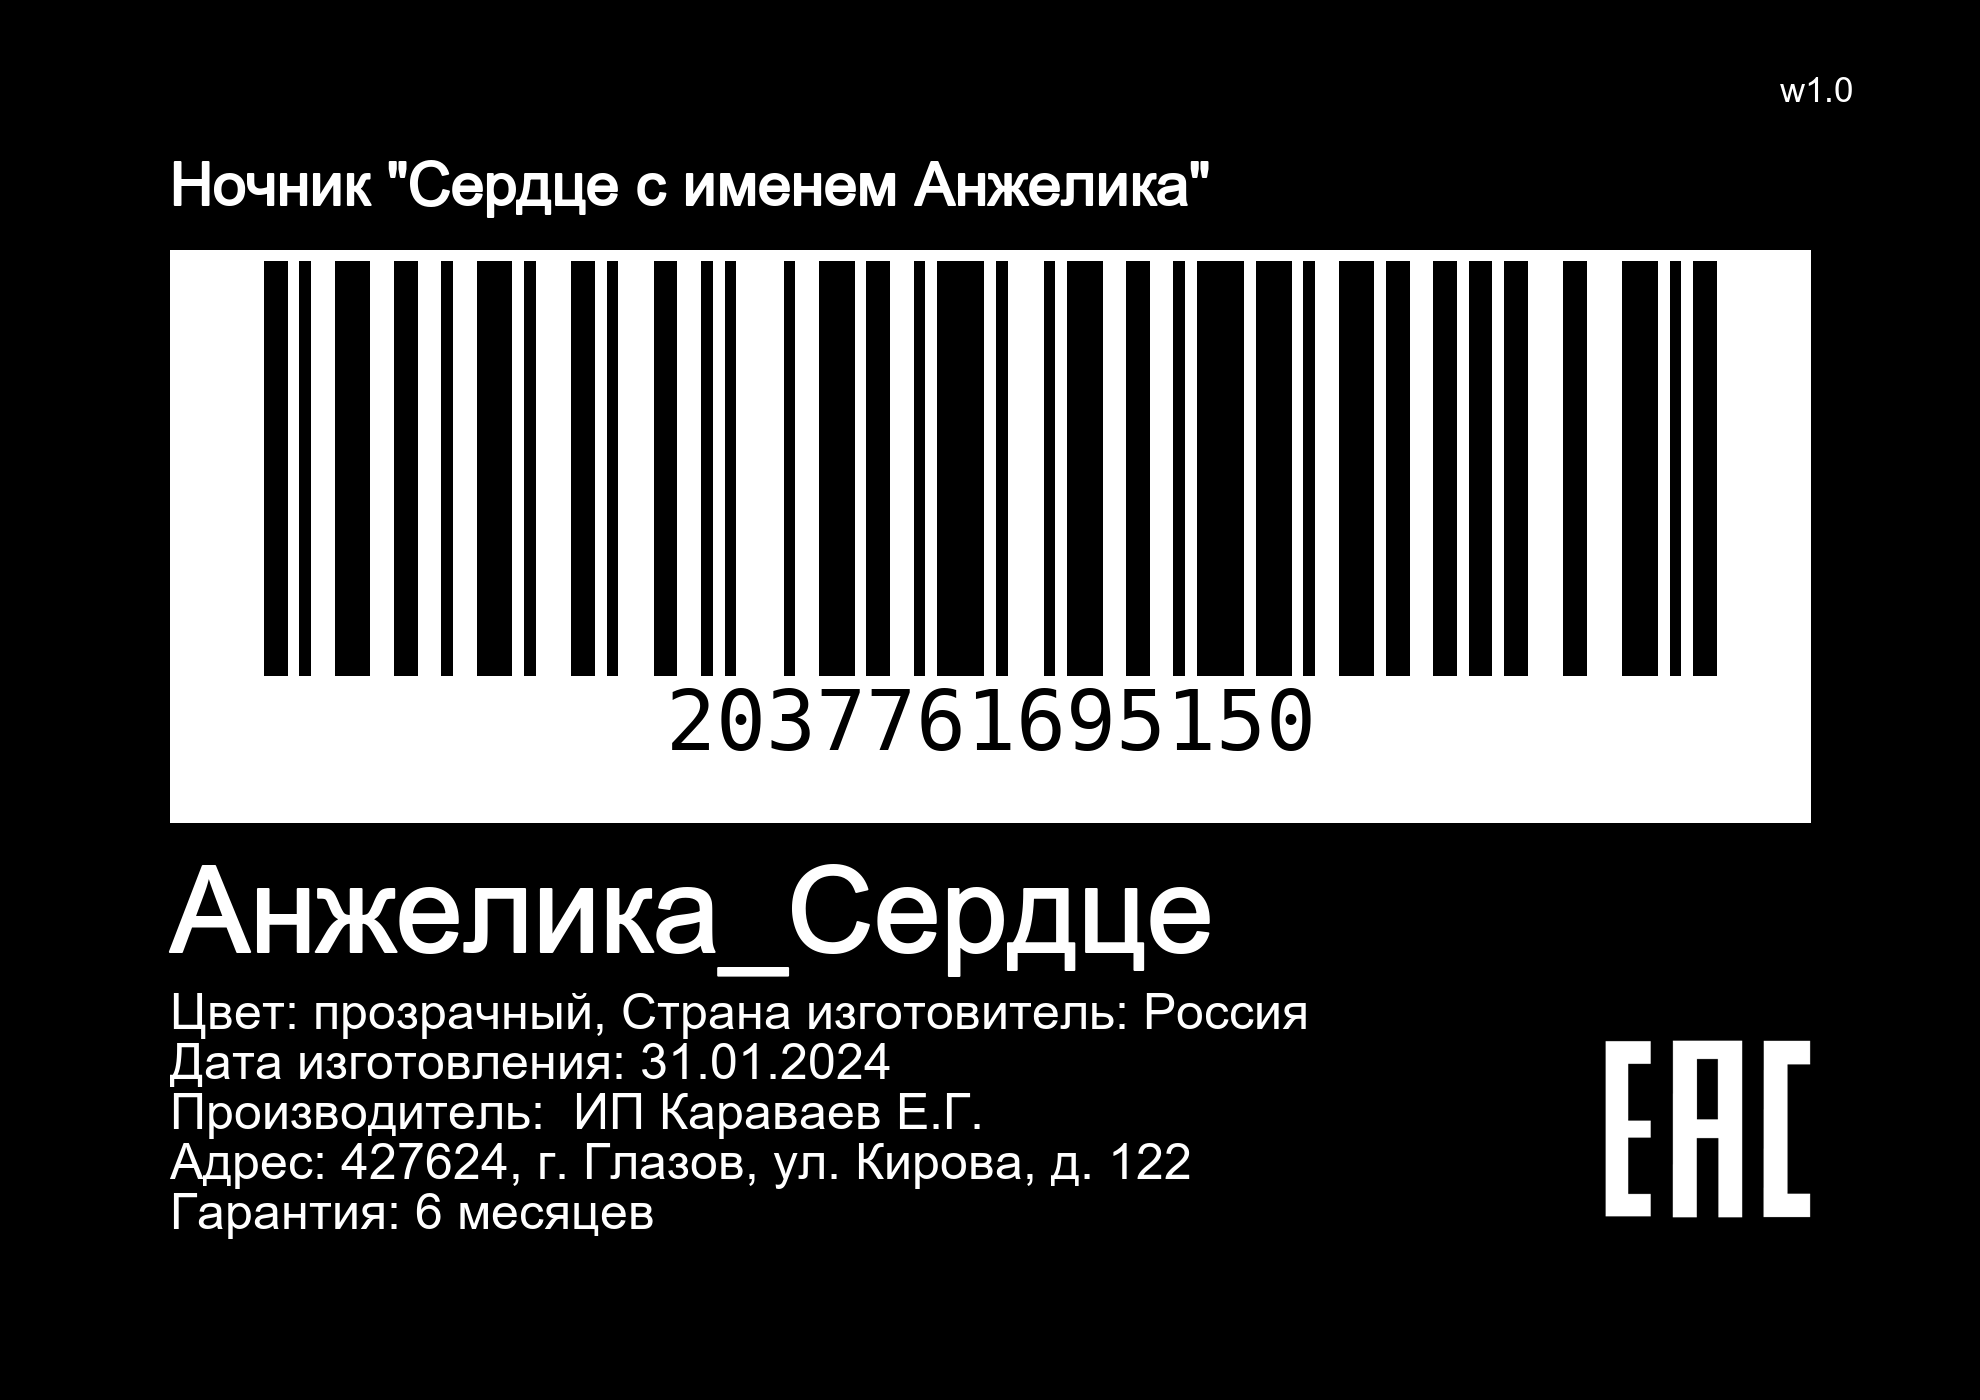 w1.0
Ночник "Сердце с именем Анжелика"
2037761695150
Анжелика_Сердце
Цвет: прозрачный, Страна изготовитель: Россия
Дата изготовления: 31.01.2024
Производитель:  ИП Караваев Е.Г.
Адрес: 427624, г. Глазов, ул. Кирова, д. 122
Гарантия: 6 месяцев
EAC